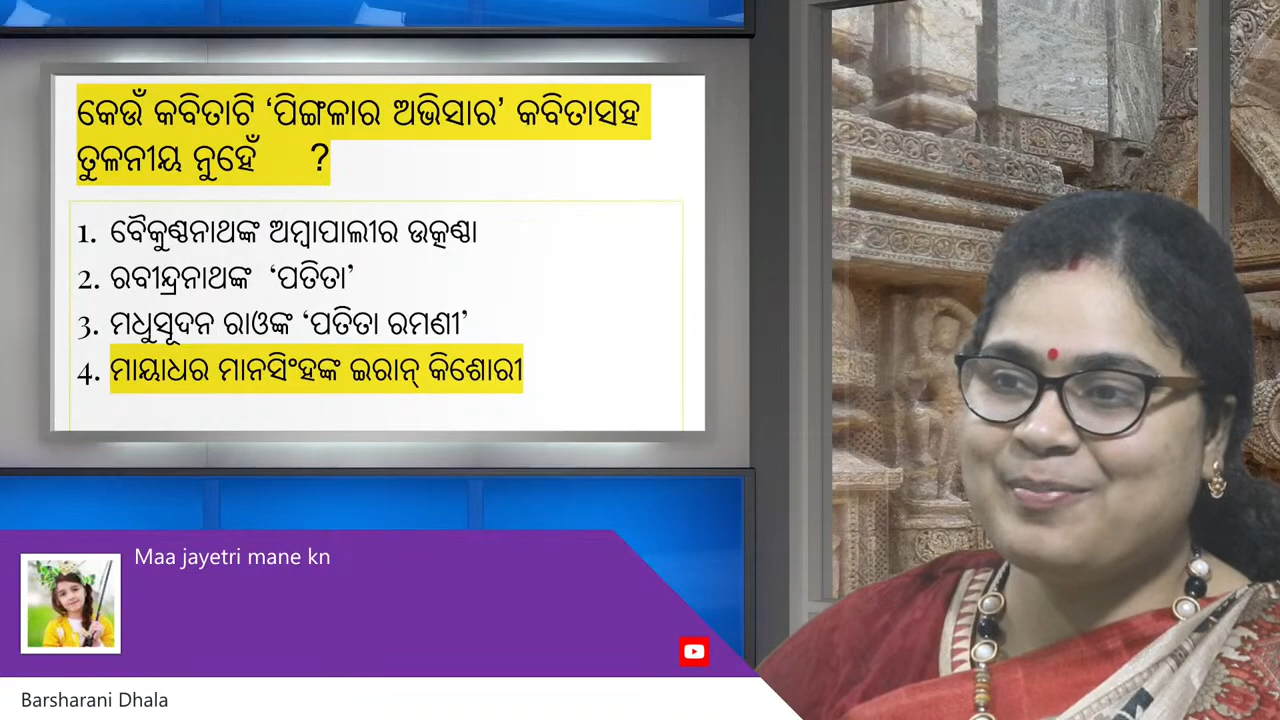 କେଉଁ କବିତାଟି ‘ପିଙ୍ଗଳାର ଅଭିସାର’ କବିତାସହ
ତୁଳନୀୟ ନୁହେଁ ?
1. ବୈକୁଣ୍ଠନାଥଙ୍କ ଅମ୍ବାପାଲୀର ଉତ୍କଣ୍ଠା
2. ରବୀନ୍ଦ୍ରନାଥଙ୍କ ‘ପତିତା’
3. ମଧୁସୂଦନ ରାଓଙ୍କ ‘ପତିତା ରମଣୀ’
4. ମାୟାଧର ମାନସିଂହଙ୍କ ଇରାନ୍ କିଶୋରୀ
Maa jayetri mane kn
Barsharani Dhala